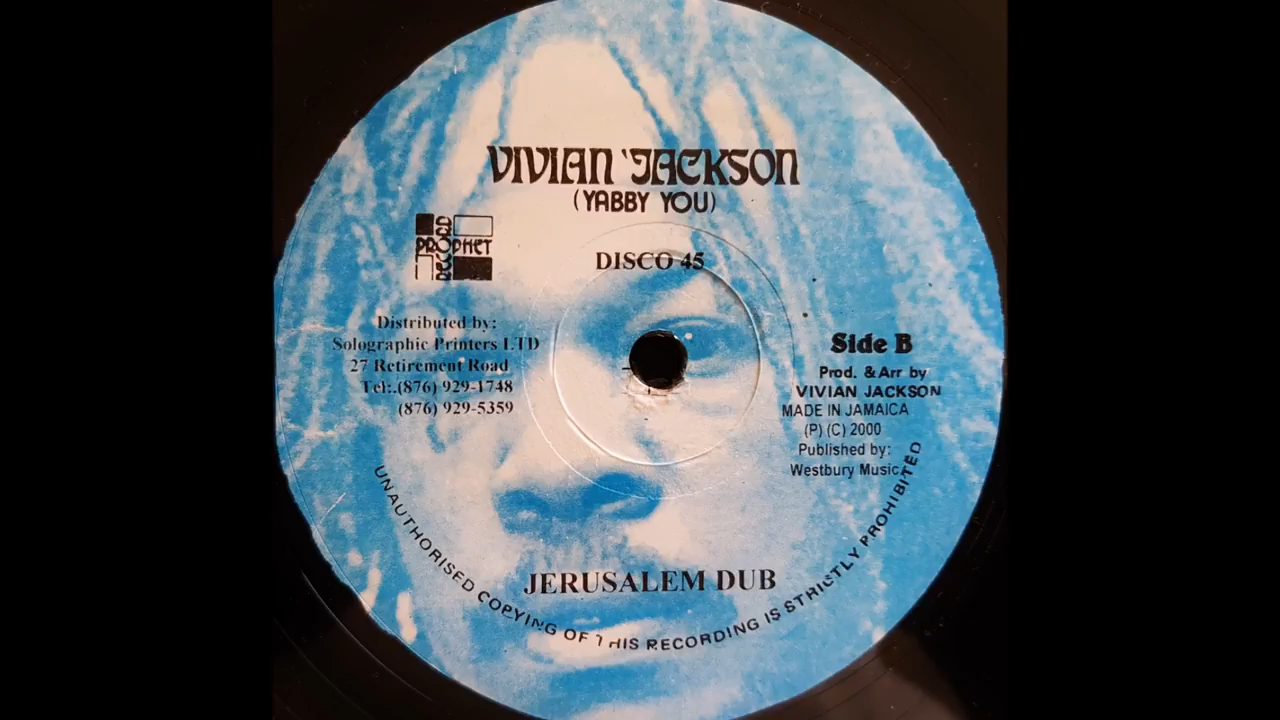 VIVIAN JACKSON
(YABBY YOU)
PROPHET
RECORD
DISCO 45
Distributed by:
Solographic Printers LTD
27 Retirement Road
Tel:.(876) 929-1748
(876) 929-5359
Side B
Prod. & Arr by
VIVIAN JACKSON
MADE IN JAMAICA
(P) (C) 2000
Published by:
Westbury Music
JERUSALEM DUB
UNAUTHORISED COPYING OF THIS RECORDING IS STRICTLY PROHIBITED